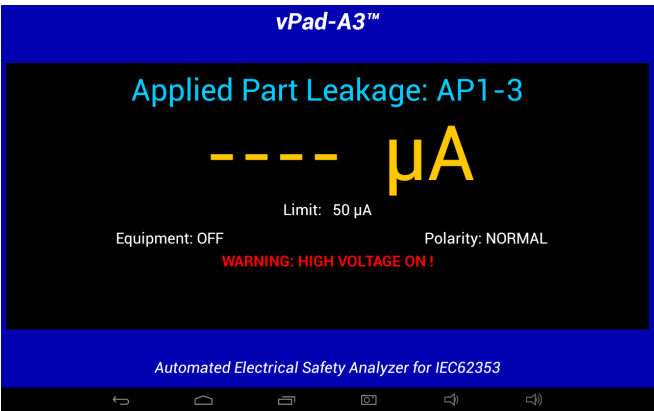 vPad-A3™
Applied Part Leakage: AP1-3
---- µA
Limit: 50 µA
Equipment: OFF Polarity: NORMAL
WARNING: HIGH VOLTAGE ON !
Automated Electrical Safety Analyzer for IEC62353